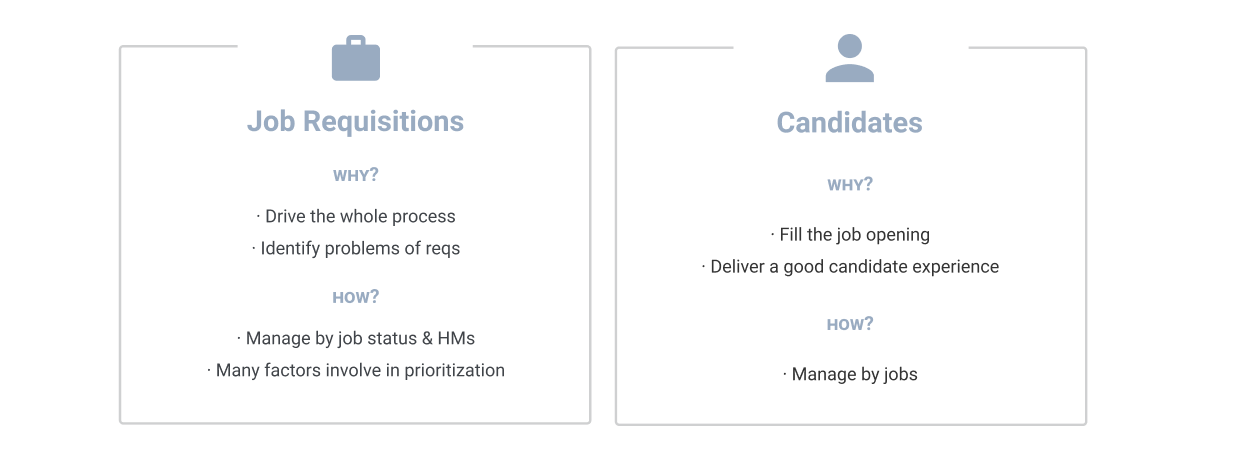 Job Requisitions
WHY?
· Drive the whole process
· Identify problems of reqs
HOW?
· Manage by job status & HMs
· Many factors involve in prioritization
Candidates
WHY?
· Fill the job opening
· Deliver a good candidate experience
HOW?
· Manage by jobs